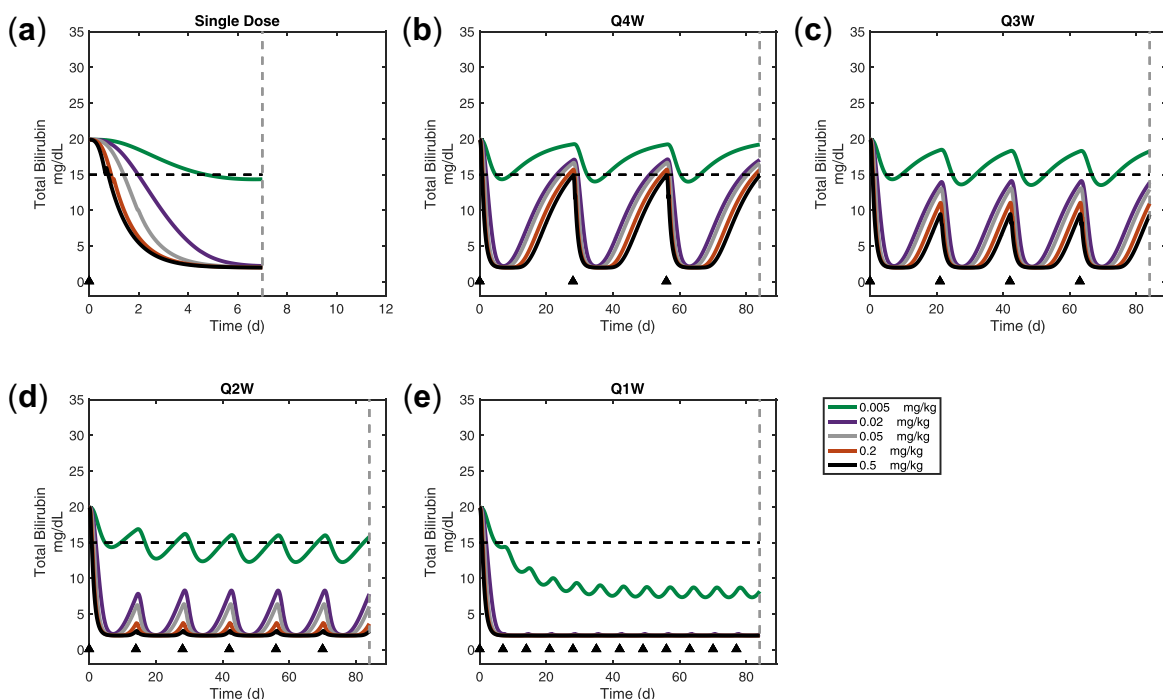 (a)
Single Dose
35
30
25
20
15
10
5
0
Total Bilirubin
mg/dL
0 2 4 6 8 10 12
Time (d)
(b)
Q4W
35
30
25
20
15
10
5
0
Total Bilirubin
mg/dL
0 20 40 60 80
Time (d)
(c)
Q3W
35
30
25
20
15
10
5
0
Total Bilirubin
mg/dL
0 20 40 60 80
Time (d)
(d)
Q2W
35
30
25
20
15
10
5
0
Total Bilirubin
mg/dL
0 20 40 60 80
Time (d)
(e)
Q1W
35
30
25
20
15
10
5
0
Total Bilirubin
mg/dL
0 20 40 60 80
Time (d)
0.005 mg/kg
0.02 mg/kg
0.05 mg/kg
0.2 mg/kg
0.5 mg/kg